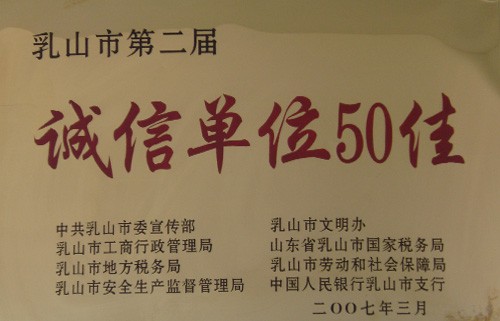 乳山市第二届
诚信单位50佳
中共乳山市委宣传部
乳山市工商行政管理局
乳山市地方税务局
乳山市安全生产监督管理局
乳山市文明办
山东省乳山市国家税务局
乳山市劳动和社会保障局
中国人民银行乳山市支行
二〇〇七年三月